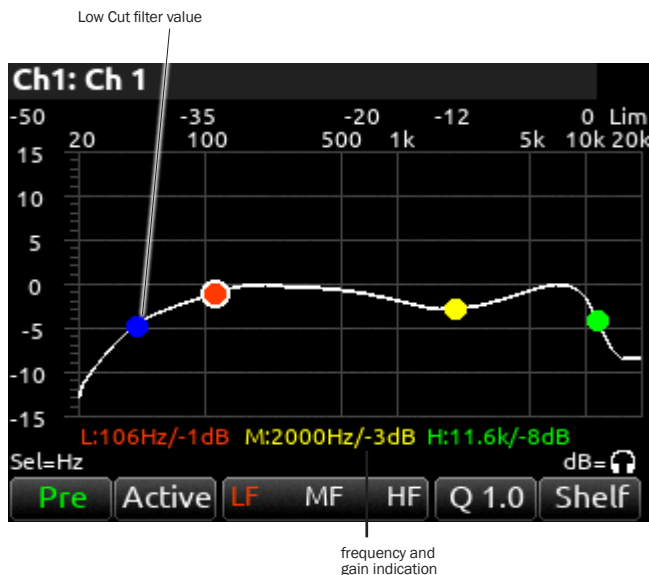 Low Cut filter value
Ch1: Ch 1
-50 -35 -20 -12 0 Lim
20 100 500 1k 5k 10k 20k
15
10
5
0
-5
-10
-15
L:106Hz/-1dB M:2000Hz/-3dB H:11.6k/-8dB
Sel=Hz dB=
Pre Active LF MF HF Q 1.0 Shelf
frequency and
gain indication